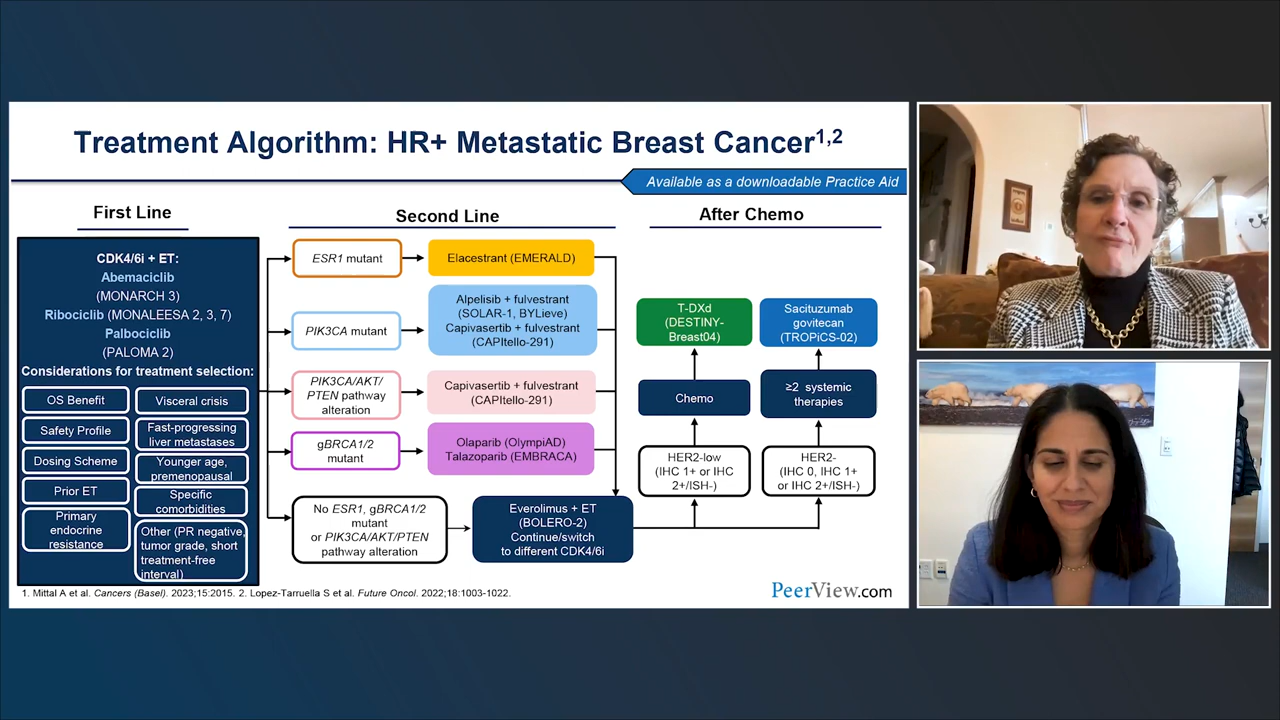 Treatment Algorithm: HR+ Metastatic Breast Cancer1,2
Available as a downloadable Practice Aid
First Line
CDK4/6i + ET:
Abemaciclib
(MONARCH 3)
Ribociclib (MONALEESA 2, 3, 7)
Palbociclib
(PALOMA 2)
Considerations for treatment selection:
OS Benefit
Safety Profile
Dosing Scheme
Prior ET
Primary
endocrine
resistance
Visceral crisis
Fast-progressing
liver metastases
Younger age,
premenopausal
Specific
comorbidities
Other (PR negative,
tumor grade, short
treatment-free
interval)
Second Line
ESR1 mutant
Elacestrant (EMERALD)
PIK3CA mutant
Alpelisib + fulvestrant
(SOLAR-1, BYLieve)
Capivasertib + fulvestrant
(CAPItello-291)
PIK3CA/AKT/
PTEN pathway
alteration
Capivasertib + fulvestrant
(CAPItello-291)
gBRCA1/2
mutant
Olaparib (OlympiAD)
Talazoparib (EMBRACA)
No ESR1, gBRCA1/2
mutant
or PIK3CA/AKT/PTEN
pathway alteration
Everolimus + ET
(BOLERO-2)
Continue/switch
to different CDK4/6i
After Chemo
T-DXd
(DESTINY-
Breast04)
Chemo
HER2-low
(IHC 1+ or IHC
2+/ISH-)
Sacituzumab
govitecan
(TROPiCS-02)
≥2 systemic
therapies
HER2-
(IHC 0, IHC 1+
or IHC 2+/ISH-)
1. Mittal A et al. Cancers (Basel). 2023;15:2015. 2. Lopez-Tarruella S et al. Future Oncol. 2022;18:1003-1022.
PeerView.com